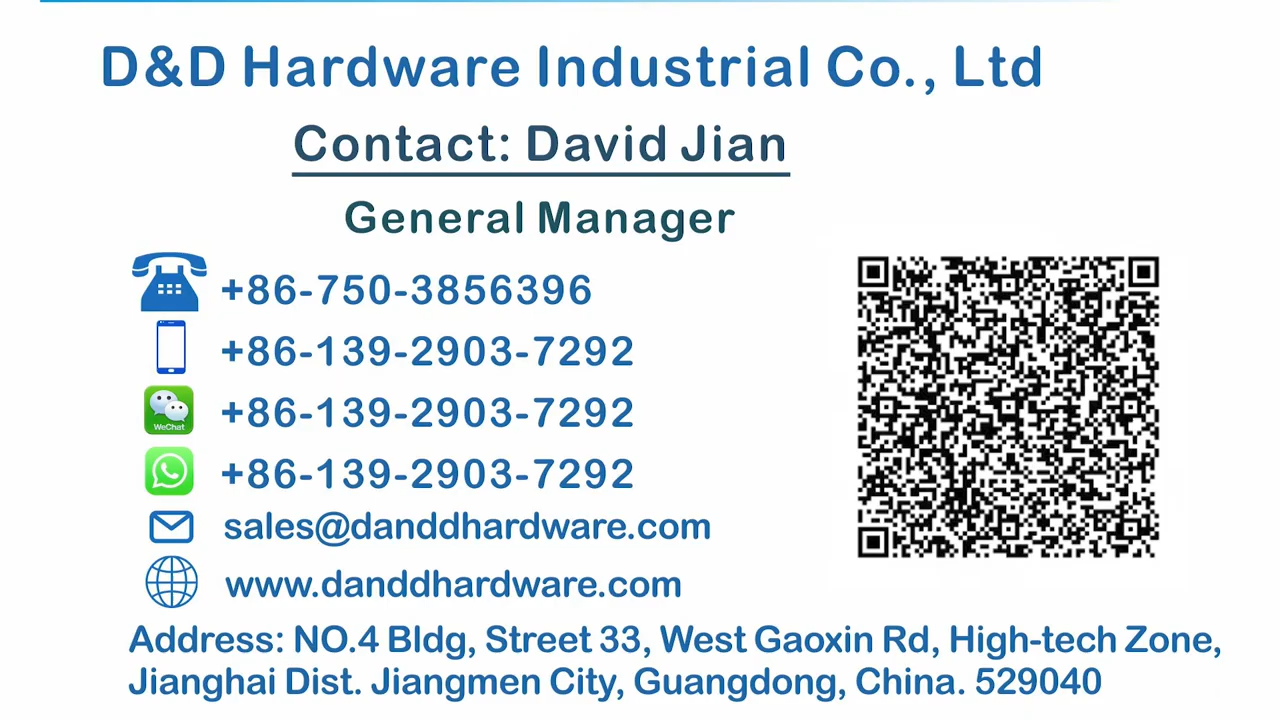 D&D Hardware Industrial Co., Ltd
Contact: David Jian
General Manager
+86-750-3856396
+86-139-2903-7292
WeChat
+86-139-2903-7292
+86-139-2903-7292
sales@danddhardware.com
www.danddhardware.com
Address: NO.4 Bldg, Street 33, West Gaoxin Rd, High-tech Zone,
Jianghai Dist. Jiangmen City, Guangdong, China. 529040